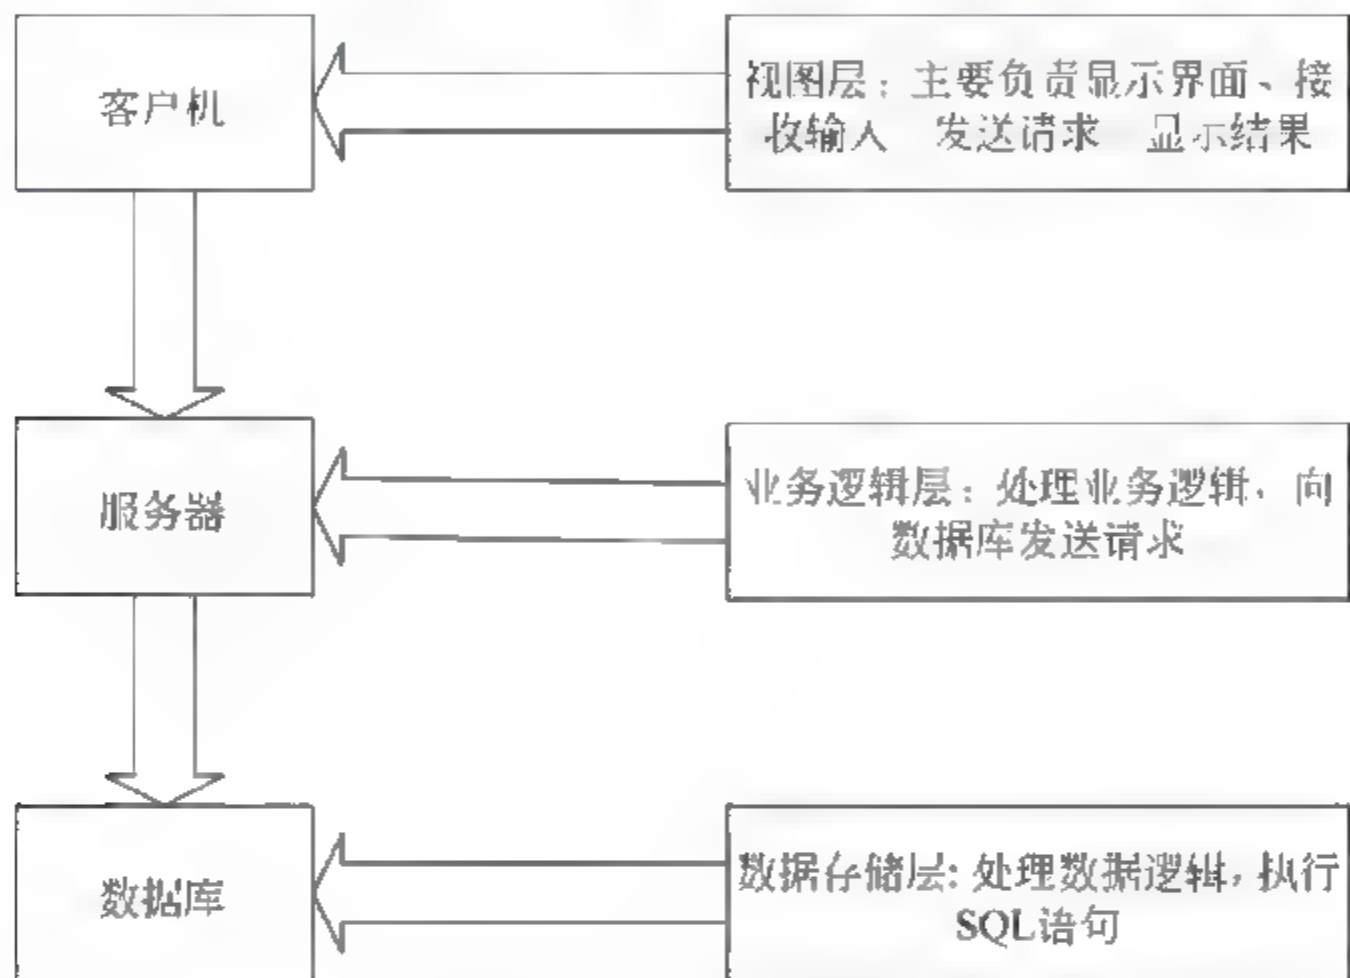 客户机
视图层：主要负责显示界面、接
收输入 发送请求 显示结果
服务器
业务逻辑层：处理业务逻辑，向
数据库发送请求
数据库
数据存储层：处理数据逻辑，执行
SQL语句